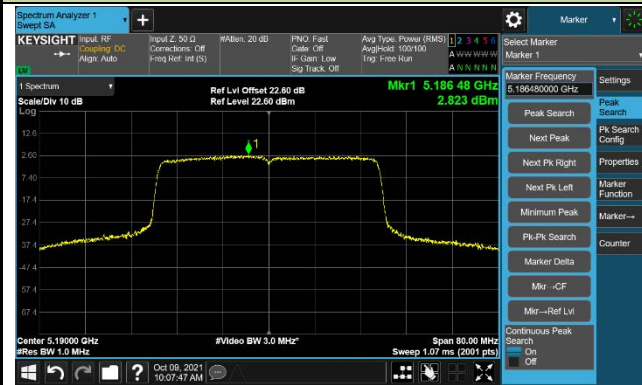 Spectrum Analyzer 1
Swept SA
Marker
KEYSIGHT
Input: RF
Coupling: DC
Align: Auto
Input Z: 50 Ω
Corrections: Off
Freq Ref: Int (S)
#Atten: 20 dB
PNO: Fast
Gate: Off
IF Gain: Low
Sig Track: Off
Avg Type: Power (RMS)
Avg|Hold: 100/100
Trig: Free Run
1 2 3 4 5 6
A W W W W W
A N N N N N
Select Marker
Marker 1
1 Spectrum
Scale/Div 10 dB
Log
Ref Lvl Offset 22.60 dB
Ref Level 22.60 dBm
Mkr1 5.186 48 GHz
2.823 dBm
Marker Frequency
5.186480000 GHz
Settings
Peak Search
Peak
Search
Next Peak
Pk Search
Config
Next Pk Right
Properties
Next Pk Left
Marker
Function
Minimum Peak
Marker→
Pk-Pk Search
Counter
Marker Delta
Mkr→CF
Mkr→Ref Lvl
Continuous Peak
Search
On
Off
1
12.6
2.60
-7.40
-17.4
-27.4
-37.4
-47.4
-57.4
-67.4
Center 5.19000 GHz
#Res BW 1.0 MHz
#Video BW 3.0 MHz*
Span 80.00 MHz
Sweep 1.07 ms (2001 pts)
?
Oct 09, 2021
10:07:47 AM